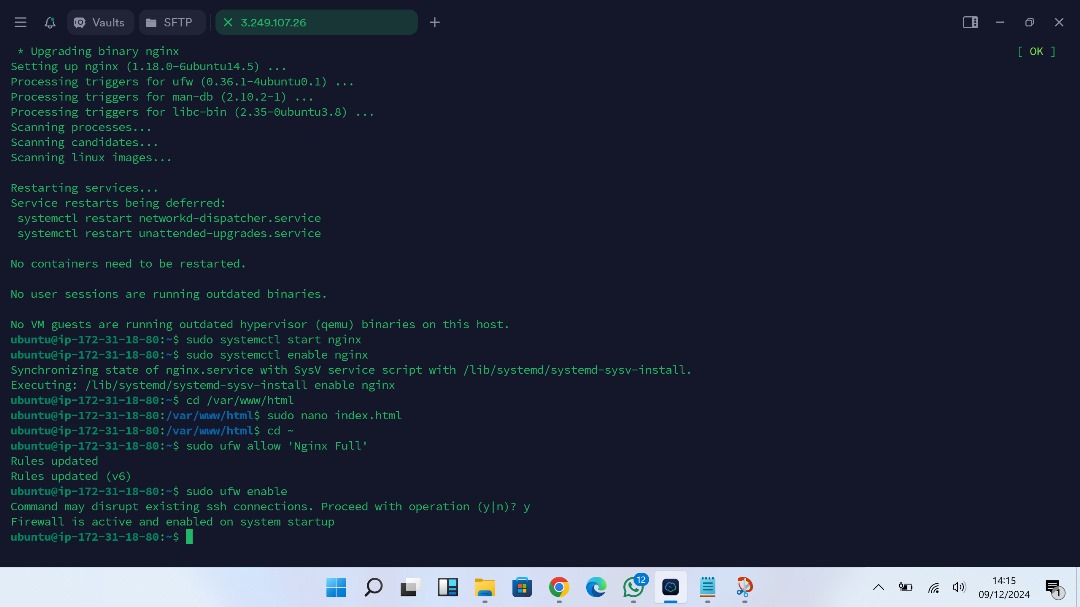 Vaults
SFTP
3.249.107.26
* Upgrading binary nginx [ OK ]
Setting up nginx (1.18.0-6ubuntu14.5) ...
Processing triggers for ufw (0.36.1-4ubuntu0.1) ...
Processing triggers for man-db (2.10.2-1) ...
Processing triggers for libc-bin (2.35-0ubuntu3.8) ...
Scanning processes...
Scanning candidates...
Scanning linux images...
Restarting services...
Service restarts being deferred:
systemctl restart networkd-dispatcher.service
systemctl restart unattended-upgrades.service
No containers need to be restarted.
No user sessions are running outdated binaries.
No VM guests are running outdated hypervisor (qemu) binaries on this host.
ubuntu@ip-172-31-18-80:~$ sudo systemctl start nginx
ubuntu@ip-172-31-18-80:~$ sudo systemctl enable nginx
Synchronizing state of nginx.service with SysV service script with /lib/systemd/systemd-sysv-install.
Executing: /lib/systemd/systemd-sysv-install enable nginx
ubuntu@ip-172-31-18-80:~$ cd /var/www/html
ubuntu@ip-172-31-18-80:/var/www/html$ sudo nano index.html
ubuntu@ip-172-31-18-80:/var/www/html$ cd ~
ubuntu@ip-172-31-18-80:~$ sudo ufw allow 'Nginx Full'
Rules updated
Rules updated (v6)
ubuntu@ip-172-31-18-80:~$ sudo ufw enable
Command may disrupt existing ssh connections. Proceed with operation (y|n)? y
Firewall is active and enabled on system startup
ubuntu@ip-172-31-18-80:~$
12
14:15
09/12/2024
1